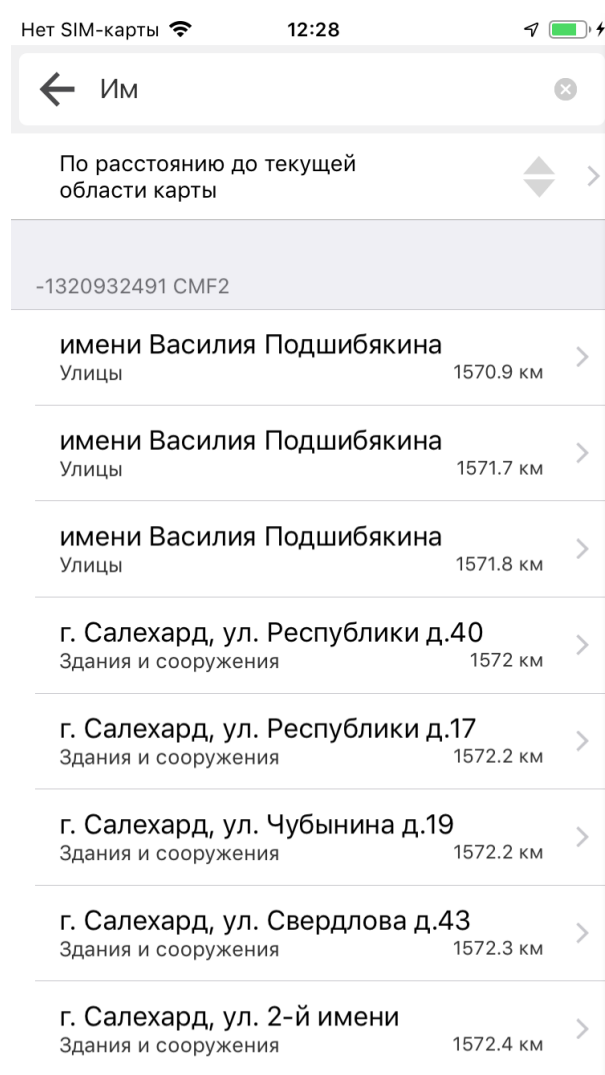 Нет SIM-карты 12:28
Им
По расстоянию до текущей
области карты
-1320932491 CMF2
имени Василия Подшибякина
Улицы 1570.9 км
имени Василия Подшибякина
Улицы 1571.7 км
имени Василия Подшибякина
Улицы 1571.8 км
г. Салехард, ул. Республики д.40
Здания и сооружения 1572 км
г. Салехард, ул. Республики д.17
Здания и сооружения 1572.2 км
г. Салехард, ул. Чубынина д.19
Здания и сооружения 1572.2 км
г. Салехард, ул. Свердлова д.43
Здания и сооружения 1572.3 км
г. Салехард, ул. 2-й имени
Здания и сооружения 1572.4 км